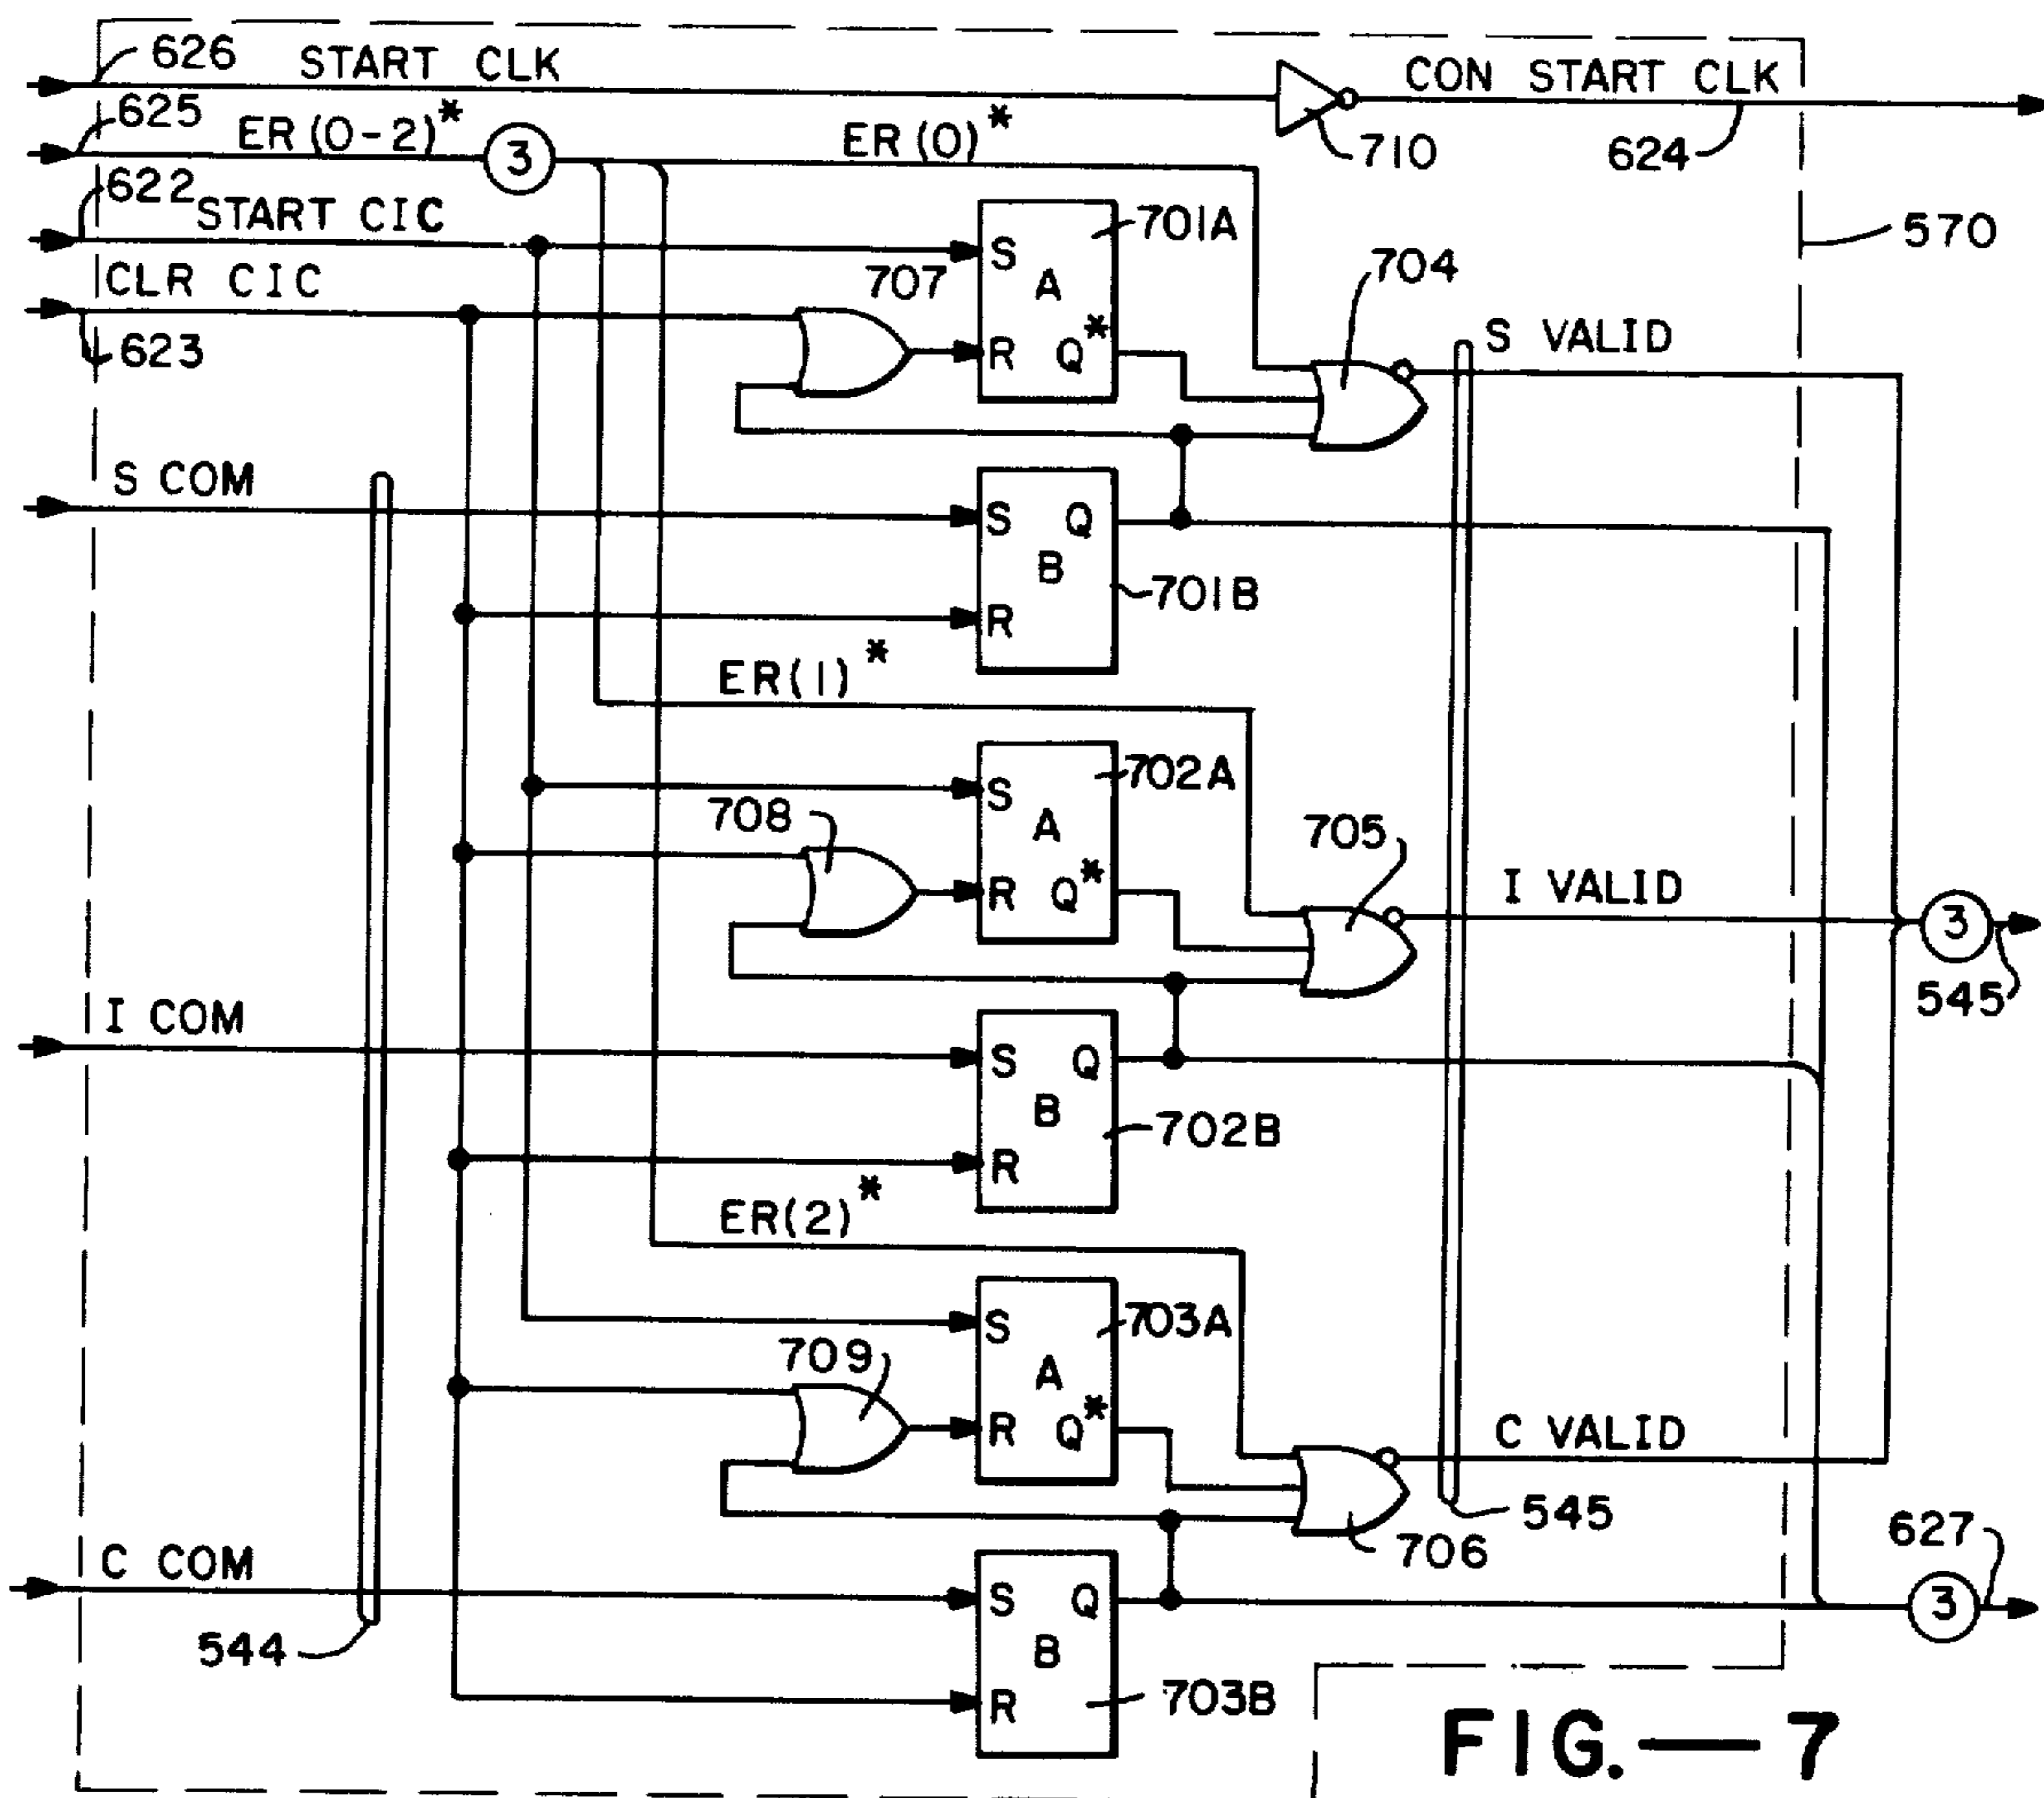 626 START CLK
CON START CLK
625 ER(0-2)* 3 ER(0)*
710
624
622 START CIC
701A
570
CLR CIC
707
S
A
704
623
R Q*
S VALID
S COM
S Q
B
701B
R
ER(1)*
702A
S
708
A
705
R Q*
I VALID
3
545
I COM
S Q
B
702B
R
ER(2)*
703A
S
709
A
R Q*
C VALID
545
706
627
C COM
S Q
3
544
B
R
703B
FIG.—7